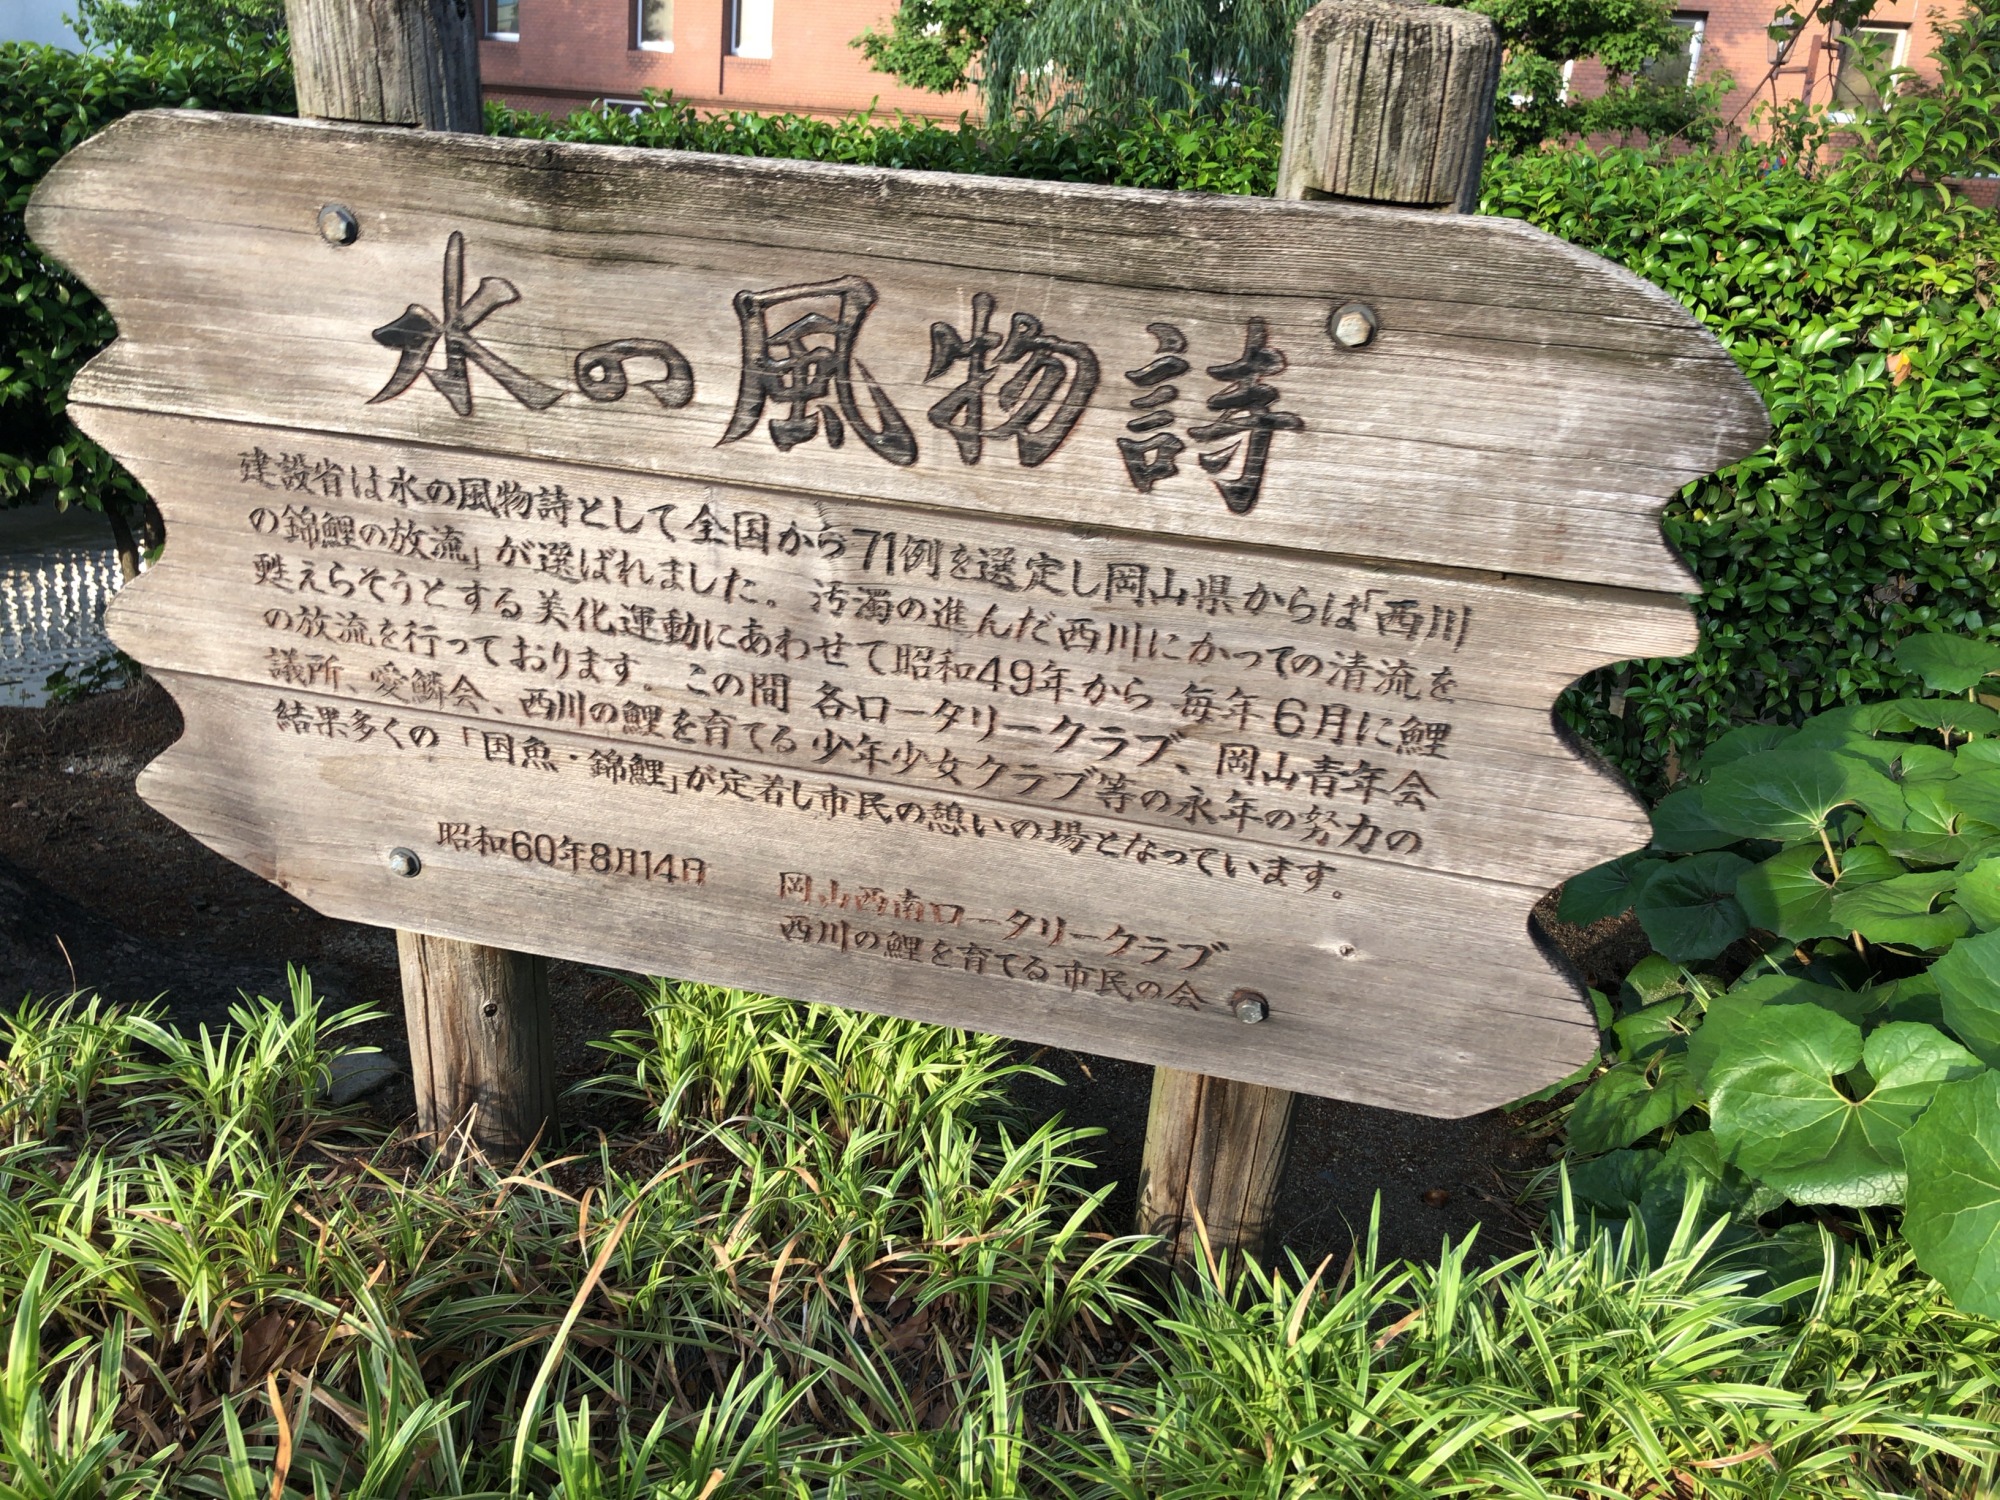 水の風物詩
建設省は水の風物詩として全国から71例を選定し岡山県からは「西川
の錦鯉の放流」が選ばれました。汚濁の進んだ西川にかっての清流を
甦えらそうとする美化運動にあわせて昭和49年から 毎年6月に鯉
の放流を行っております。この間 各ロータリークラブ、岡山青年会
議所、愛鱗会、西川の鯉を育てる少年少女クラブ等の永年の努力の
結果多くの「国魚・錦鯉」が定着し市民の憩いの場となっています。
昭和60年8月14日
岡山西南ロータリークラブ
西川の鯉を育てる市民の会